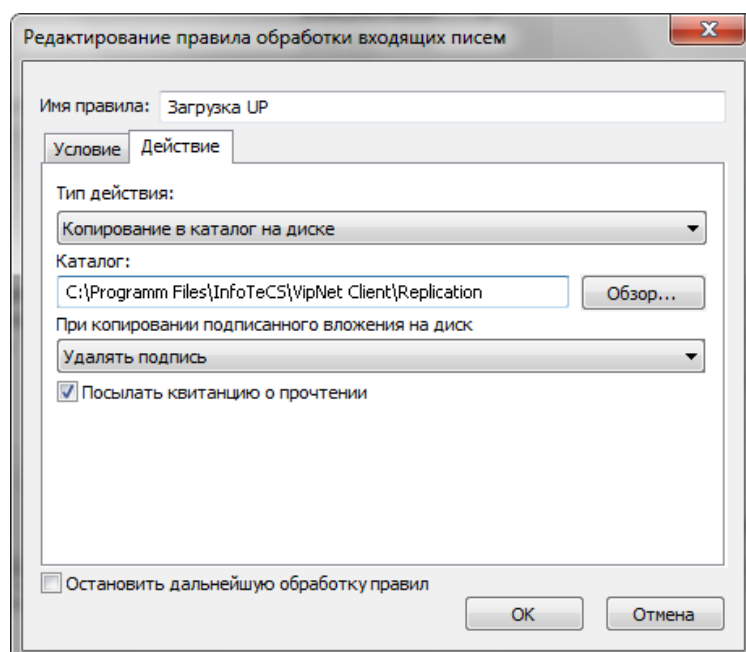 Редактирование правила обработки входящих писем
Имя правила: Загрузка UP
Условие Действие
Тип действия:
Копирование в каталог на диске
Каталог:
C:\Programm Files\InfoTeCS\VipNet Client\Replication Обзор...
При копировании подписанного вложения на диск
Удалять подпись
Посылать квитанцию о прочтении
Остановить дальнейшую обработку правил
OK Отмена